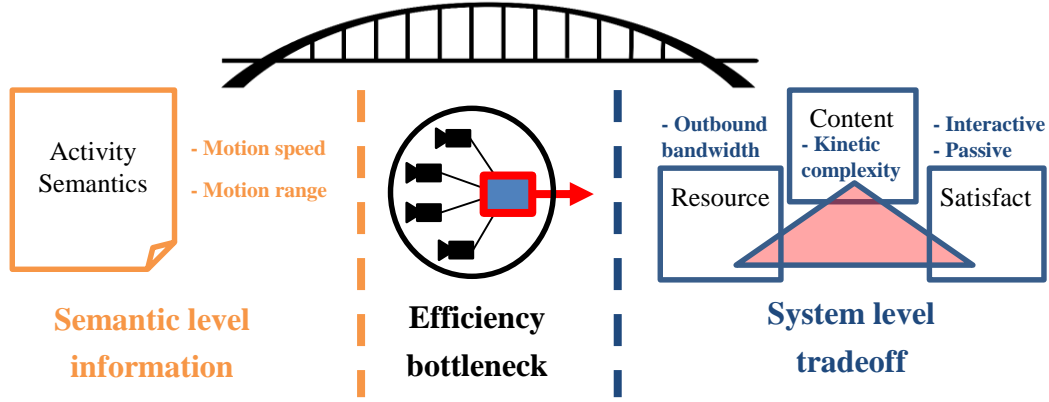 Activity
Semantics
- Motion speed
- Motion range
Semantic level
information
Efficiency
bottleneck
- Outbound
bandwidth
Resource
Content
- Kinetic
complexity
- Interactive
- Passive
Satisfact
System level
tradeoff